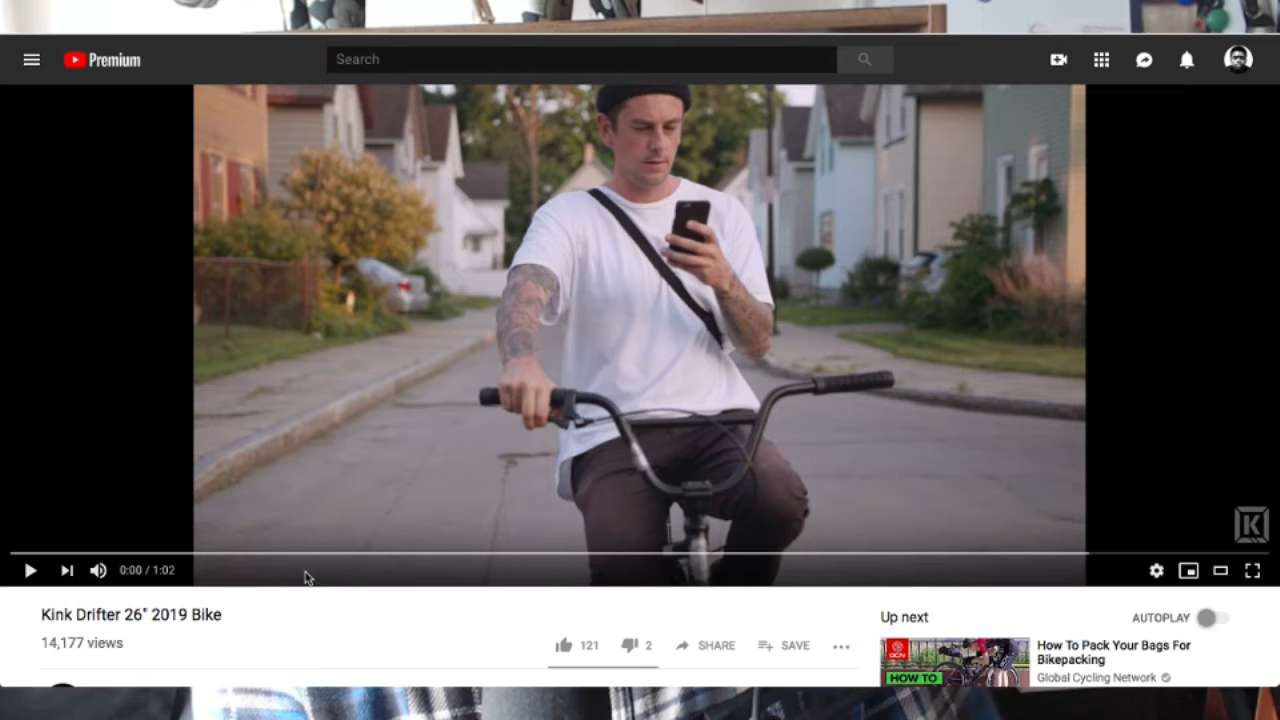 Premium
Search
K
0:00 / 1:02
Kink Drifter 26" 2019 Bike
14,177 views
121
2
SHARE
SAVE
Up next
AUTOPLAY
GCN
HOW TO
How To Pack Your Bags For
Bikepacking
Global Cycling Network